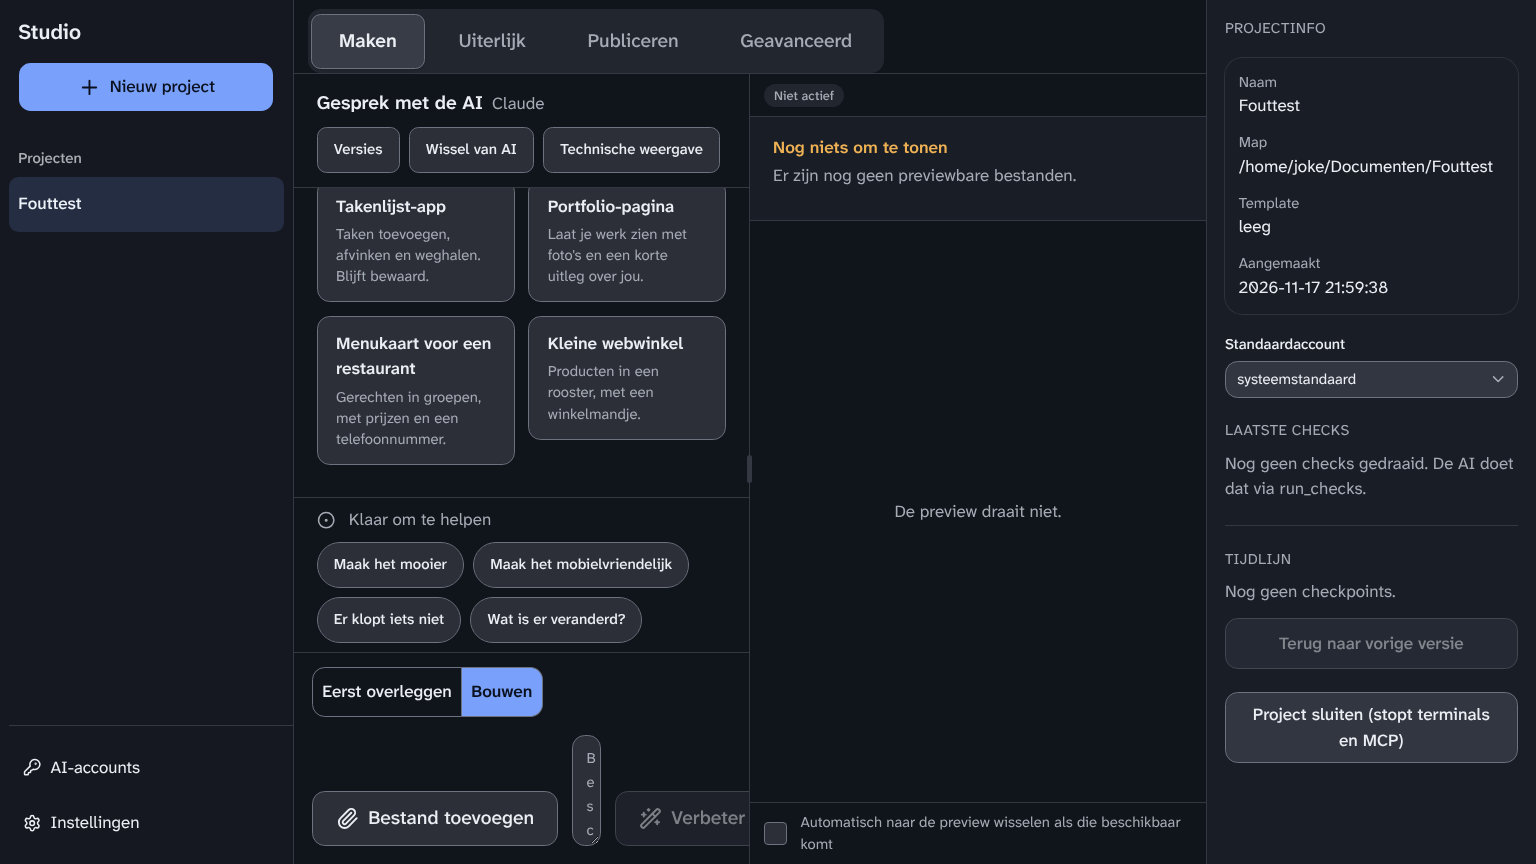 Studio
Nieuw project
Projecten
Fouttest
AI-accounts
Instellingen
Maken
Uiterlijk
Publiceren
Geavanceerd
Gesprek met de AI Claude
Versies
Wissel van AI
Technische weergave
Takenlijst-app
Taken toevoegen,
afvinken en weghalen.
Blijft bewaard.
Portfolio-pagina
Laat je werk zien met
foto's en een korte
uitleg over jou.
Menukaart voor een
restaurant
Gerechten in groepen,
met prijzen en een
telefoonnummer.
Kleine webwinkel
Producten in een
rooster, met een
winkelmandje.
Klaar om te helpen
Maak het mooier
Maak het mobielvriendelijk
Er klopt iets niet
Wat is er veranderd?
Eerst overleggen
Bouwen
Bestand toevoegen
B
e
s
c
Verbeter
Niet actief
Nog niets om te tonen
Er zijn nog geen previewbare bestanden.
De preview draait niet.
Automatisch naar de preview wisselen als die beschikbaar
komt
PROJECTINFO
Naam
Fouttest
Map
/home/joke/Documenten/Fouttest
Template
leeg
Aangemaakt
2026-11-17 21:59:38
Standaardaccount
systeemstandaard
LAATSTE CHECKS
Nog geen checks gedraaid. De AI doet
dat via run_checks.
TIJDLIJN
Nog geen checkpoints.
Terug naar vorige versie
Project sluiten (stopt terminals
en MCP)